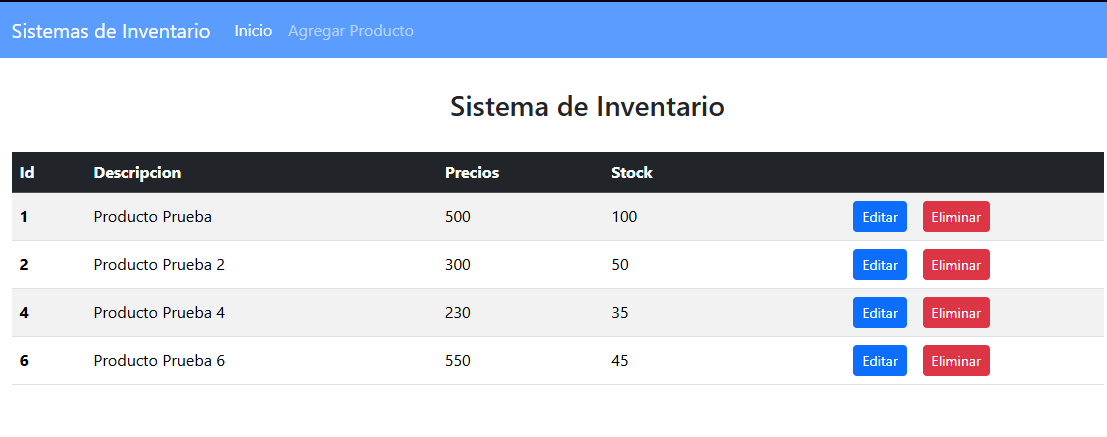 Sistemas de Inventario Inicio Agregar Producto
Sistema de Inventario
Id Descripcion Precios Stock
1 Producto Prueba 500 100 Editar Eliminar
2 Producto Prueba 2 300 50 Editar Eliminar
4 Producto Prueba 4 230 35 Editar Eliminar
6 Producto Prueba 6 550 45 Editar Eliminar